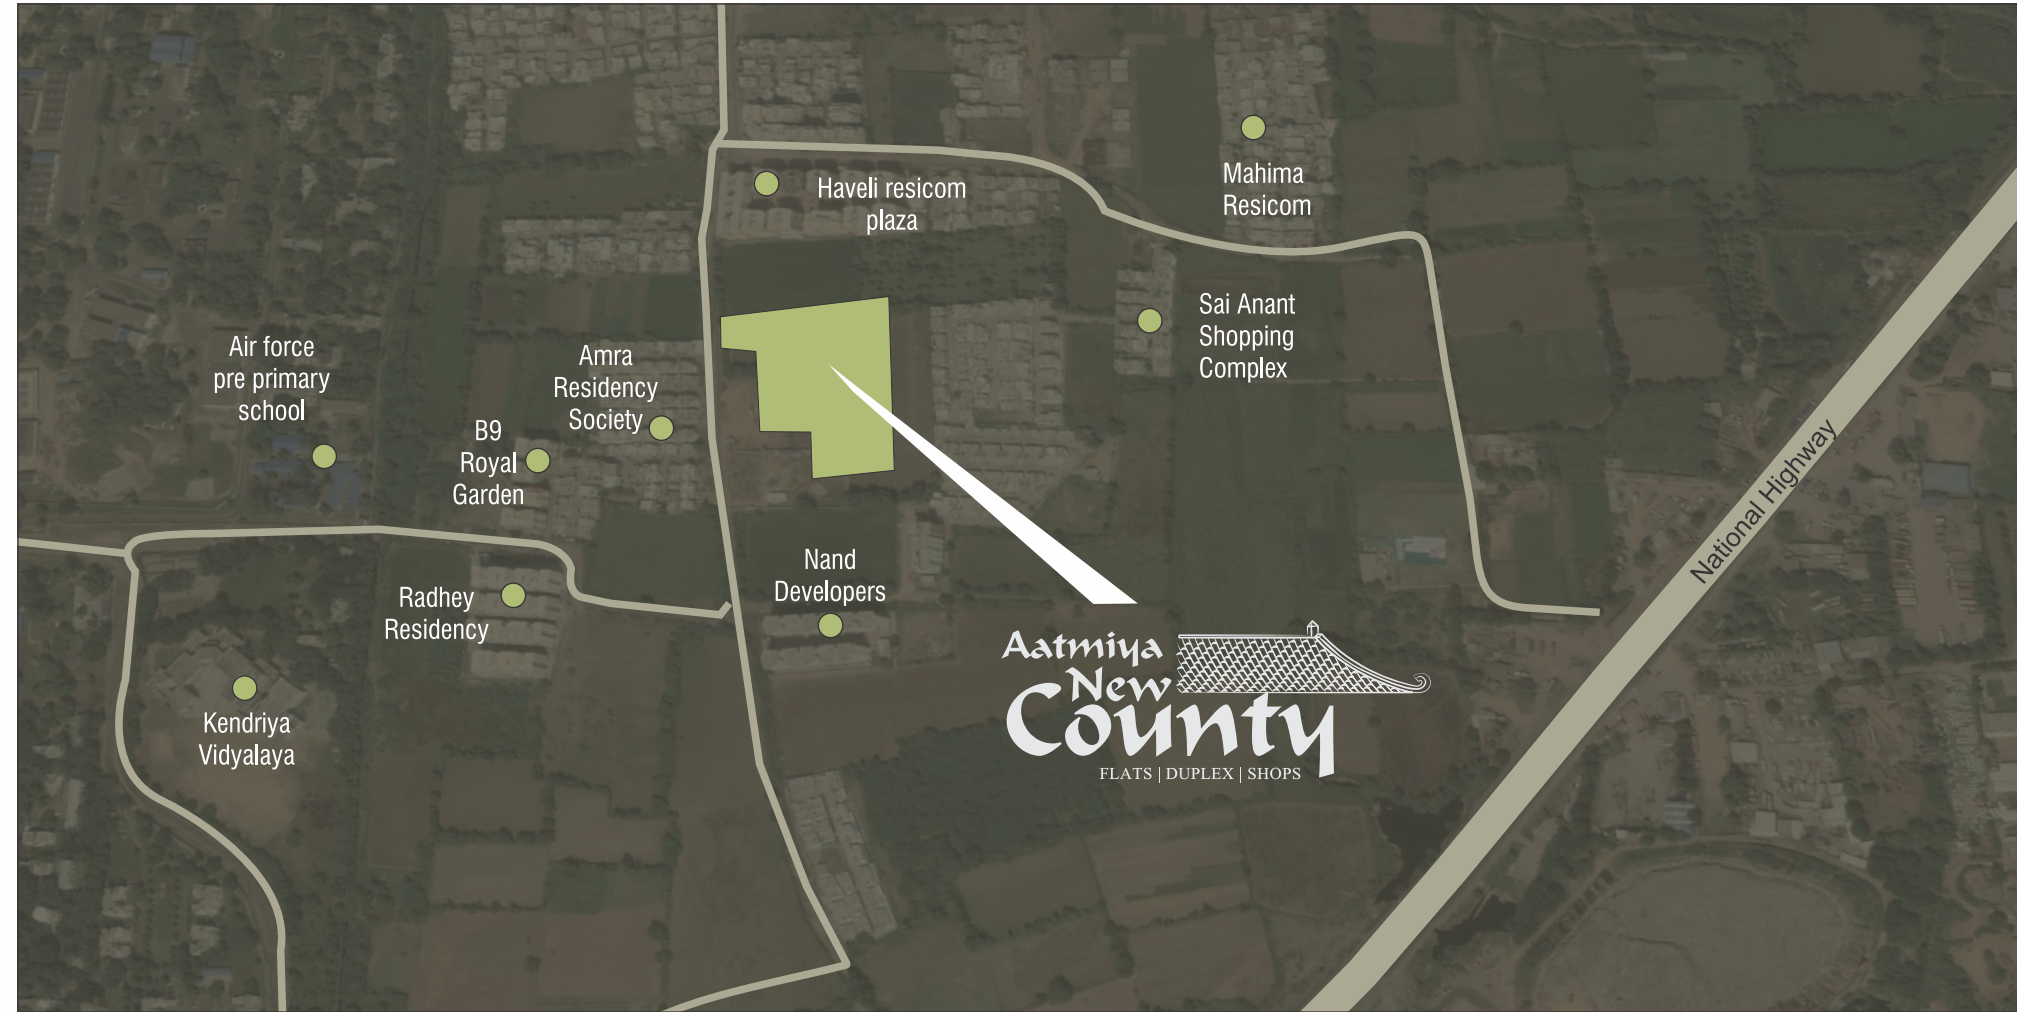 Mahima
Resicom
Haveli resicom
plaza
Sai Anant
Shopping
Complex
Air force
pre primary
school
Amra
Residency
Society
B9
Royal
Garden
National Highway
Nand
Developers
Radhey
Residency
Aatmiya
New
County
FLATS | DUPLEX | SHOPS
Kendriya
Vidyalaya